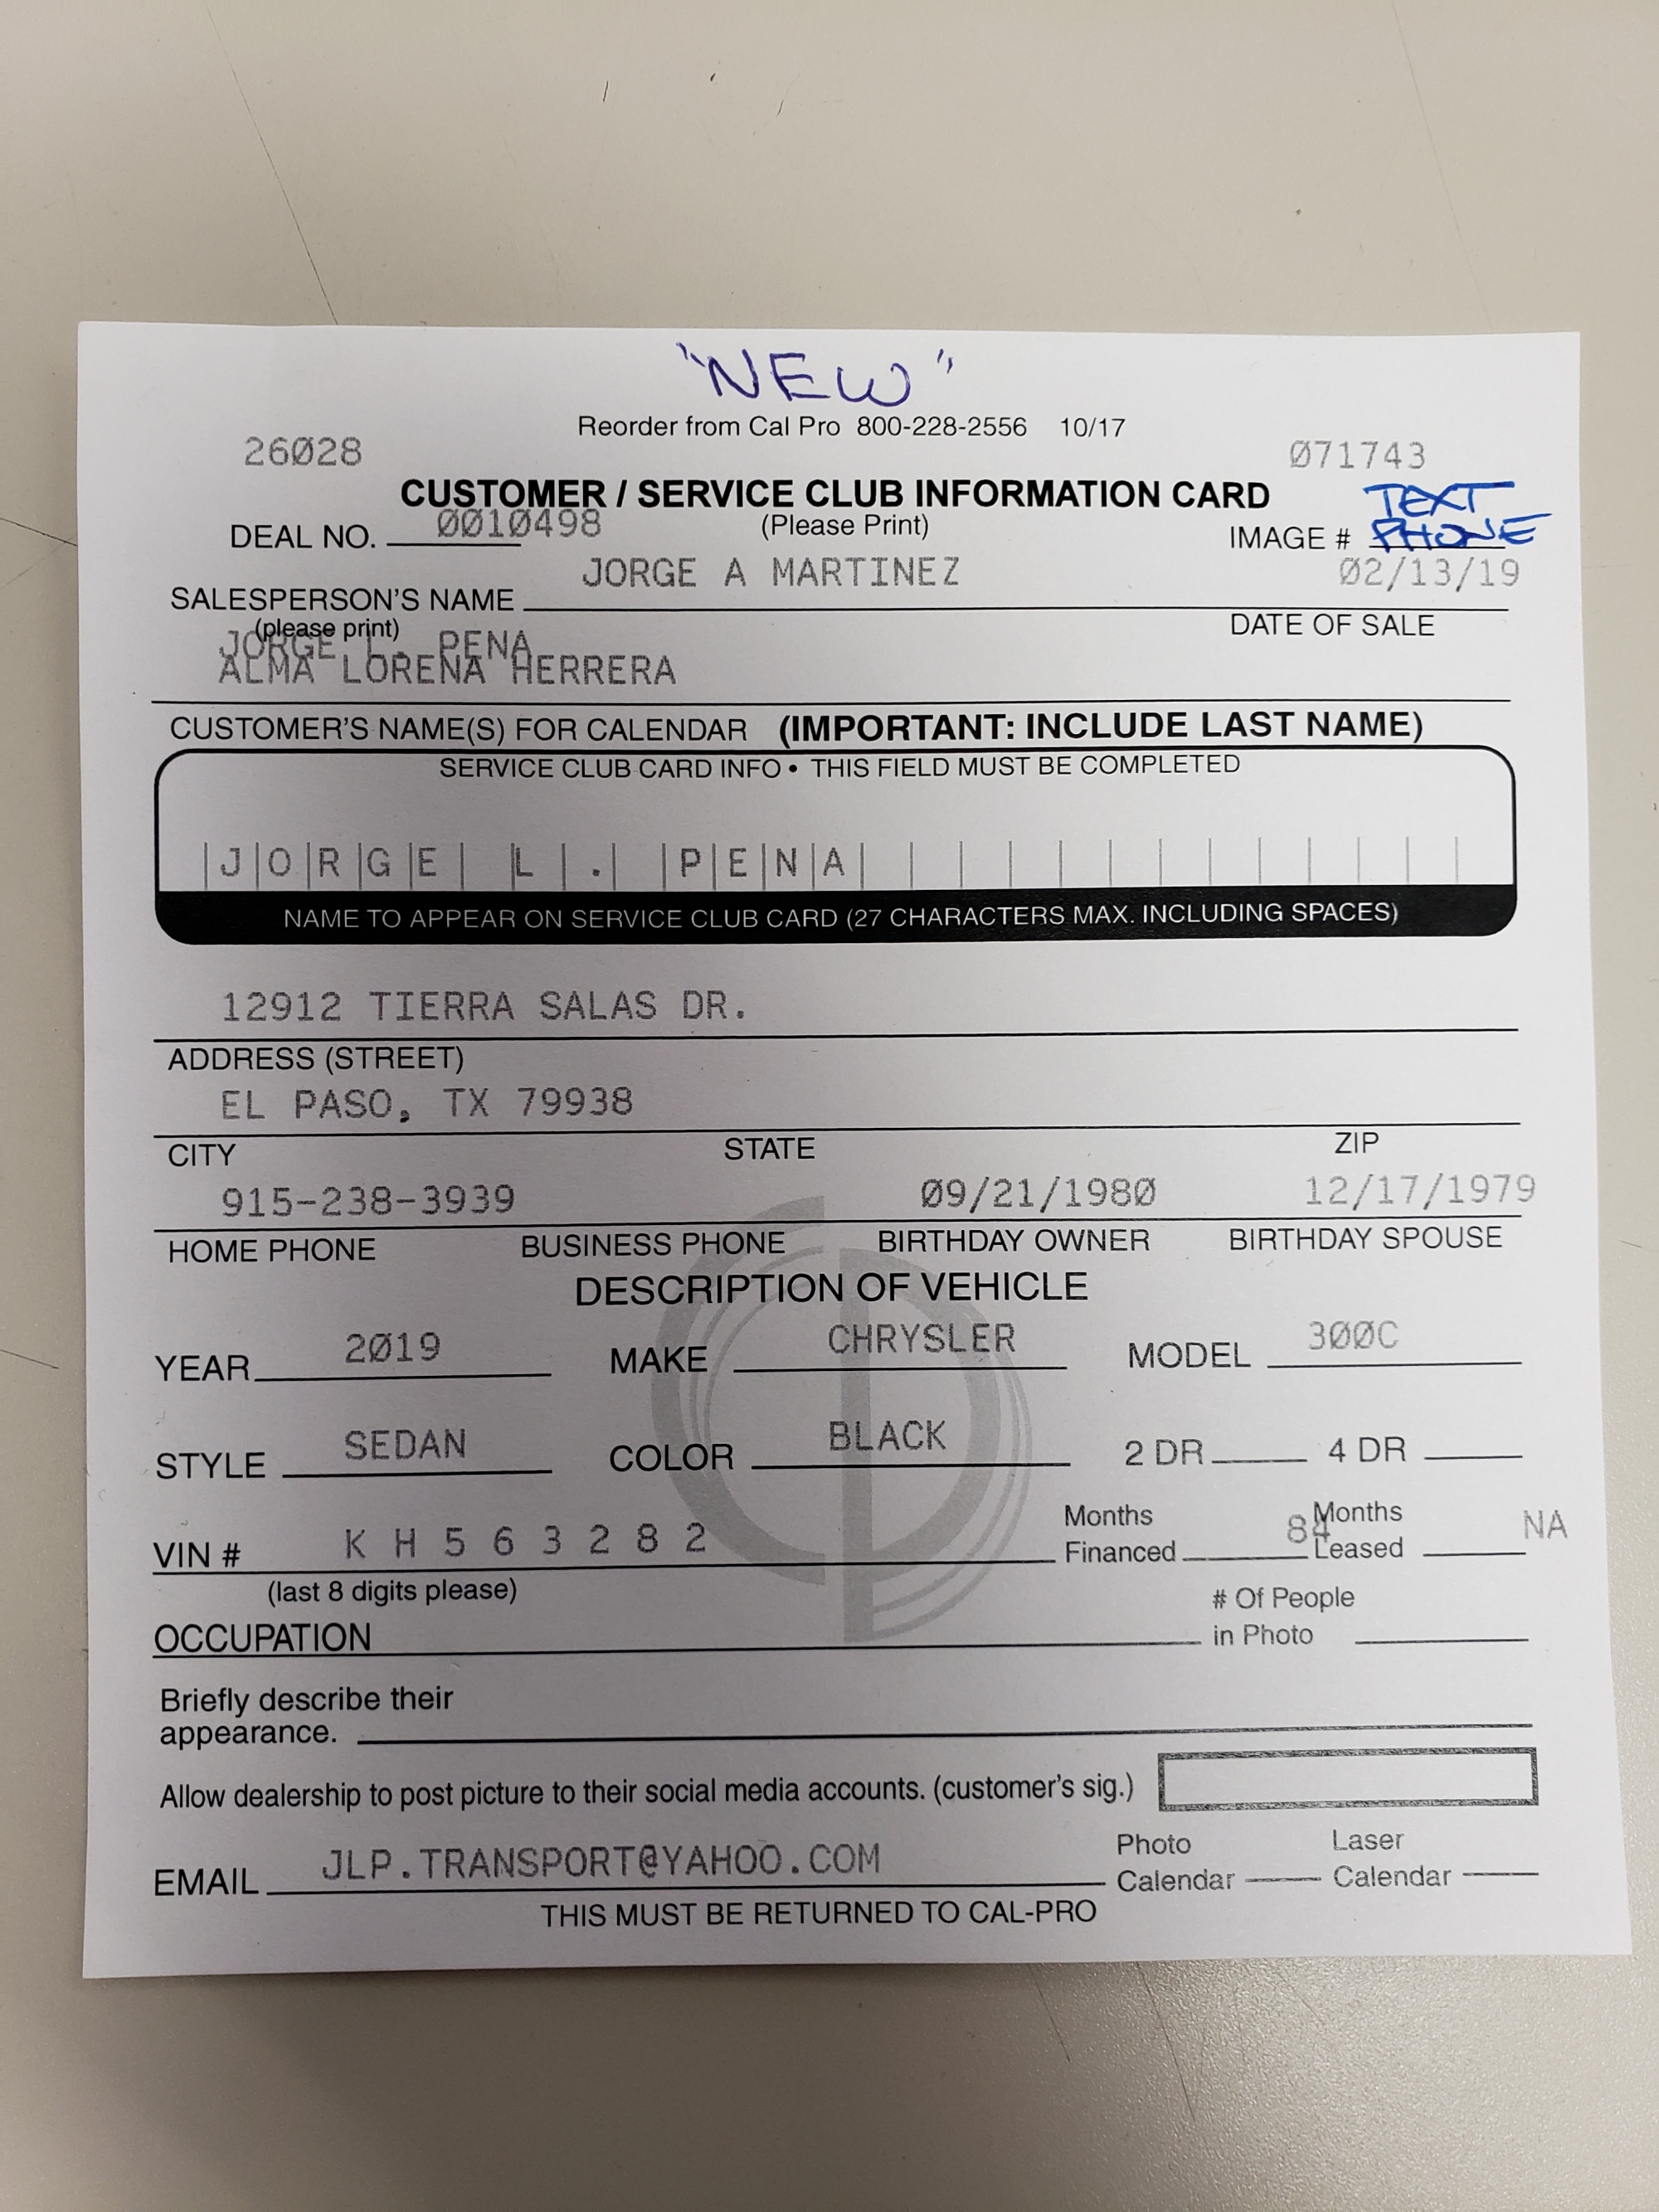 "NEW"
Reorder from Cal Pro 800-228-2556 10/17
26028 071743
CUSTOMER / SERVICE CLUB INFORMATION CARD
DEAL NO. 0010498 (Please Print) IMAGE # TEXT PHONE
SALESPERSON'S NAME JORGE A MARTINEZ 02/13/19
(please print) DATE OF SALE
JORGE L. PENA
ALMA LORENA HERRERA
CUSTOMER'S NAME(S) FOR CALENDAR (IMPORTANT: INCLUDE LAST NAME)
SERVICE CLUB CARD INFO • THIS FIELD MUST BE COMPLETED
JORGE L. PENA
NAME TO APPEAR ON SERVICE CLUB CARD (27 CHARACTERS MAX. INCLUDING SPACES)
12912 TIERRA SALAS DR.
ADDRESS (STREET)
EL PASO, TX 79938
CITY STATE ZIP
915-238-3939 09/21/1980 12/17/1979
HOME PHONE BUSINESS PHONE BIRTHDAY OWNER BIRTHDAY SPOUSE
DESCRIPTION OF VEHICLE
YEAR 2019 MAKE CHRYSLER MODEL 300C
STYLE SEDAN COLOR BLACK 2 DR 4 DR
VIN # K H 5 6 3 2 8 2 Months Financed 84 Months Leased NA
(last 8 digits please)
OCCUPATION # Of People in Photo
Briefly describe their
appearance.
Allow dealership to post picture to their social media accounts. (customer's sig.)
EMAIL JLP.TRANSPORT@YAHOO.COM Photo Calendar Laser Calendar
THIS MUST BE RETURNED TO CAL-PRO